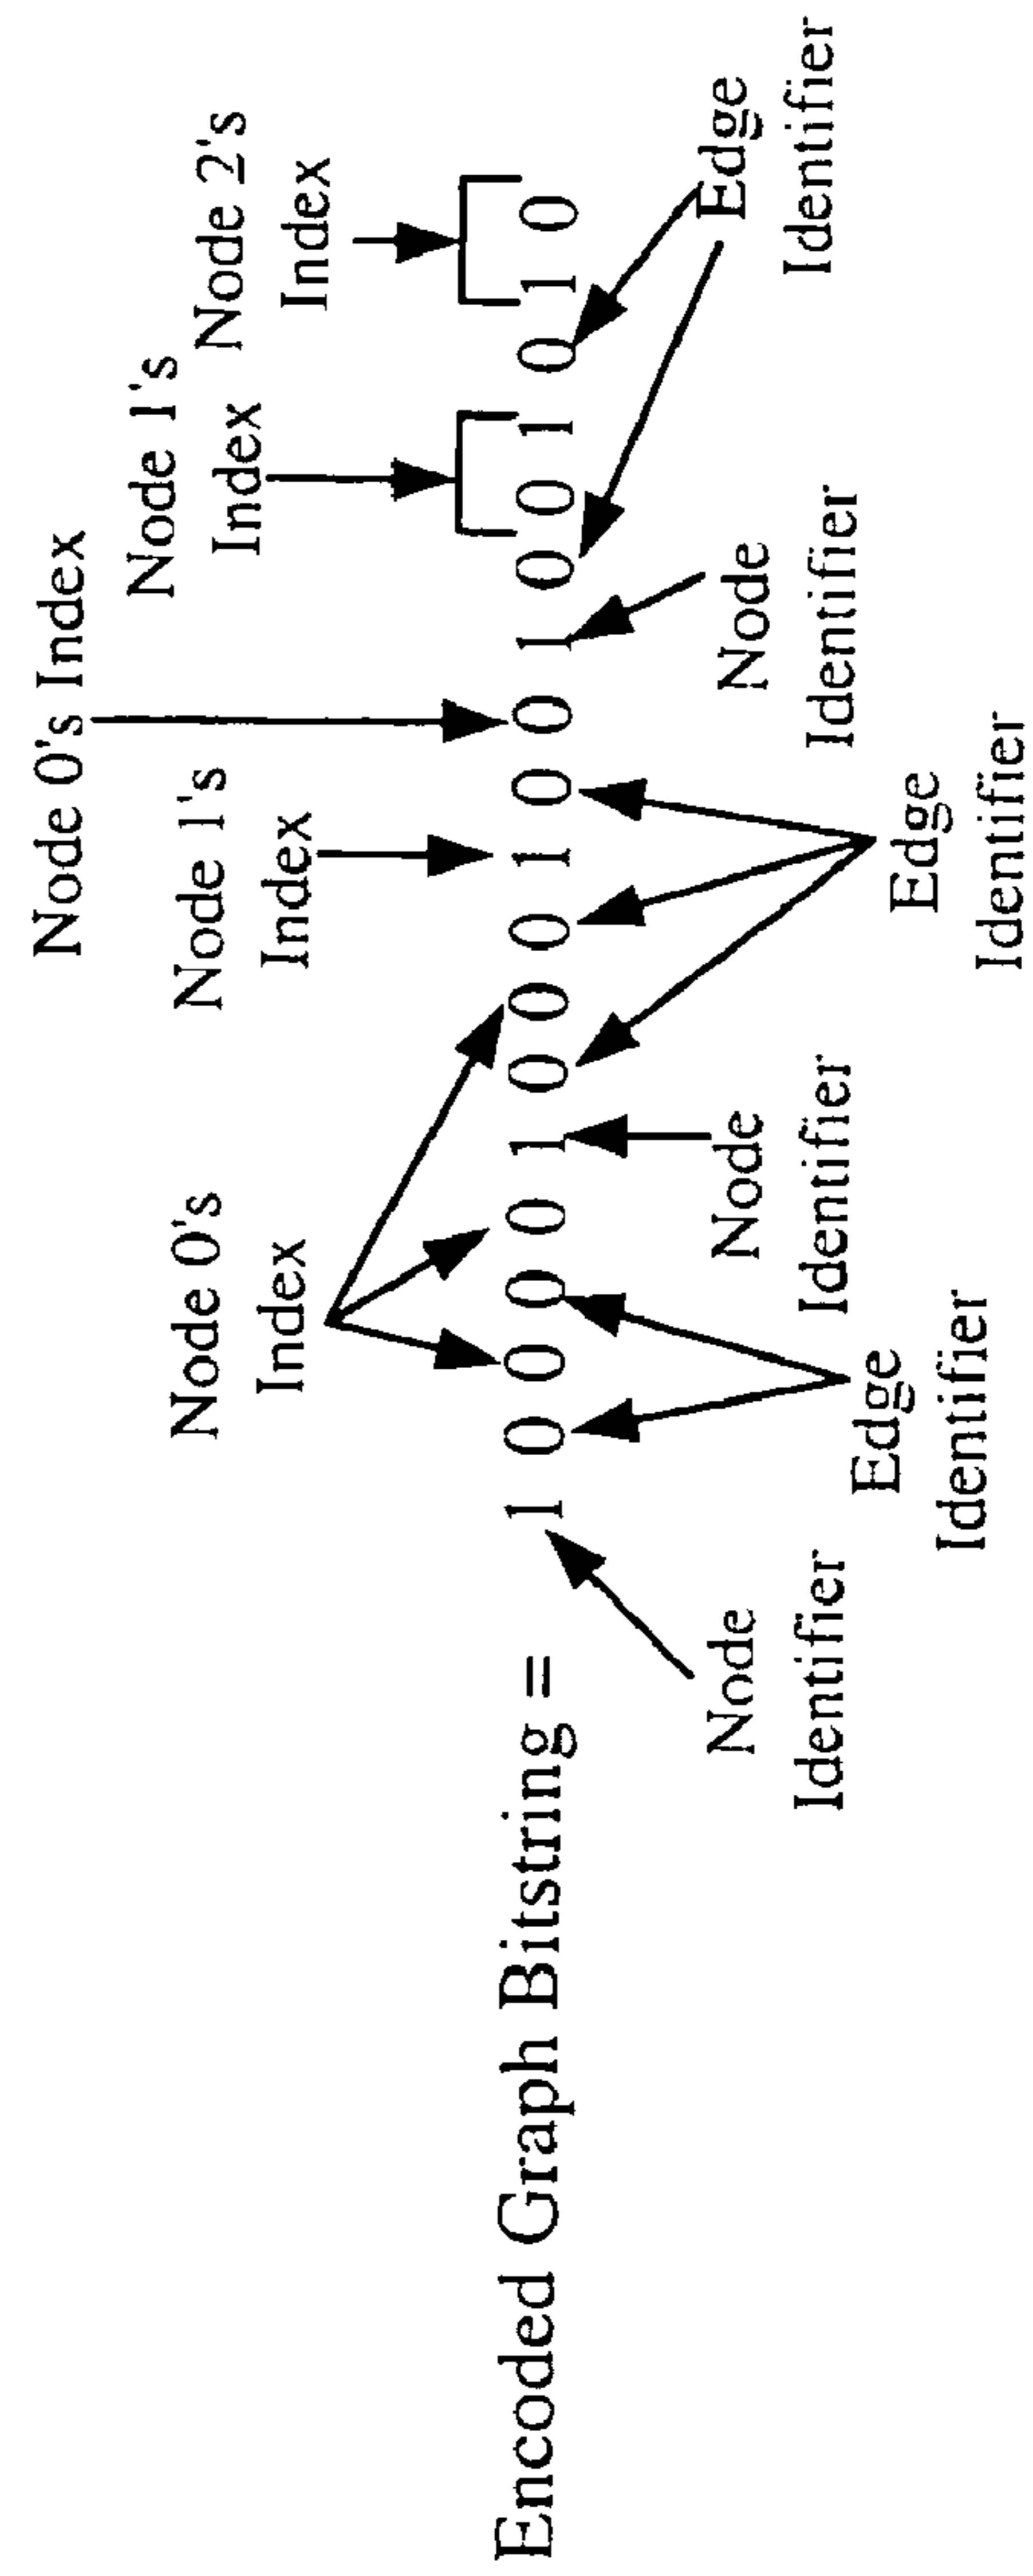 Node 0's Index
Node 0's
Index
Node 1's
Index
Node 1's
Index
Node 2's
Index
Encoded Graph Bitstring = 1 0 0 0 0 1 0 0 0 1 0 0 1 0 0 1 0 1 0
Node
Identifier
Edge
Identifier
Node
Identifier
Edge
Identifier
Node
Identifier
Edge
Identifier